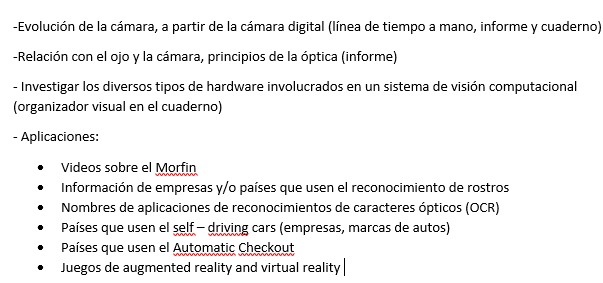 -Evolución de la cámara, a partir de la cámara digital (línea de tiempo a mano, informe y cuaderno)
-Relación con el ojo y la cámara, principios de la óptica (informe)
- Investigar los diversos tipos de hardware involucrados en un sistema de visión computacional
(organizador visual en el cuaderno)
- Aplicaciones:
• Videos sobre el Morfin
• Información de empresas y/o países que usen el reconocimiento de rostros
• Nombres de aplicaciones de reconocimientos de caracteres ópticos (OCR)
• Países que usen el self – driving cars (empresas, marcas de autos)
• Países que usen el Automatic Checkout
• Juegos de augmented reality and virtual reality